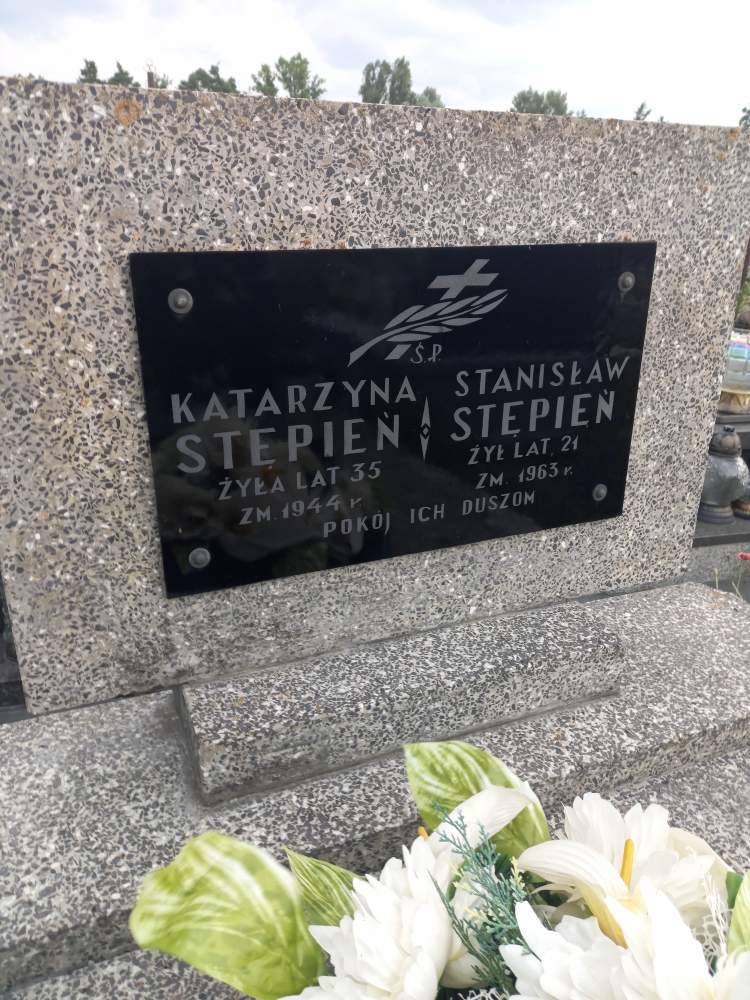 Ś.P.
KATARZYNA
STĘPIEŃ
ŻYŁA LAT 35
ZM. 1944 r.
STANISŁAW
STĘPIEŃ
ŻYŁ LAT 21
ZM. 1963 r.
POKÓJ ICH DUSZOM